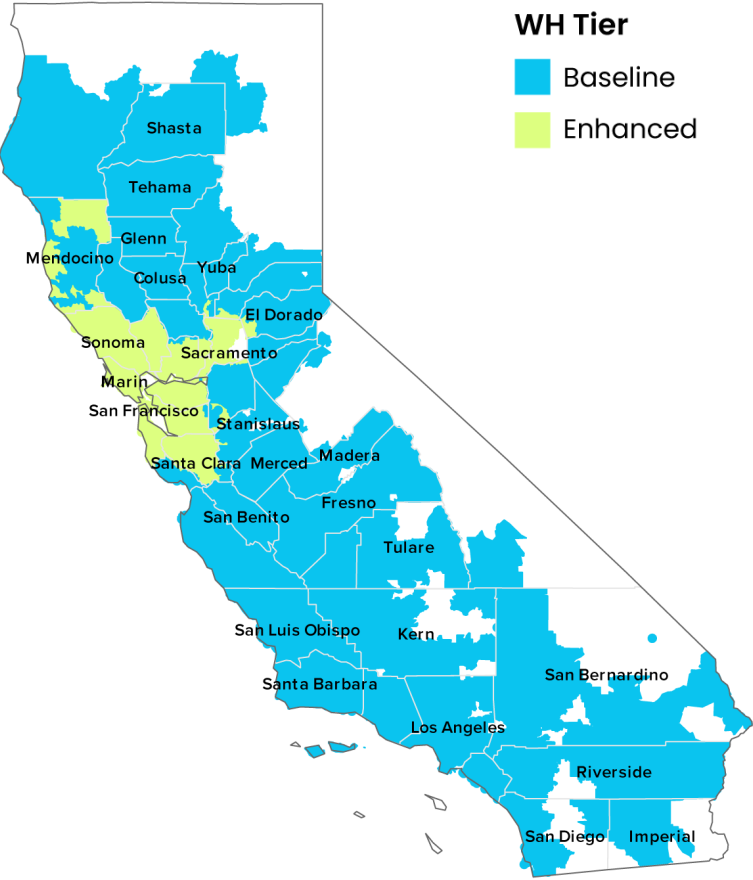 WH Tier
Baseline
Enhanced
Shasta
Tehama
Glenn
Mendocino
Yuba
Colusa
El Dorado
Sonoma
Sacramento
Marin
San Francisco
Stanislaus
Madera
Santa Clara
Merced
Fresno
San Benito
Tulare
San Luis Obispo
Kern
San Bernardino
Santa Barbara
Los Angeles
Riverside
San Diego
Imperial